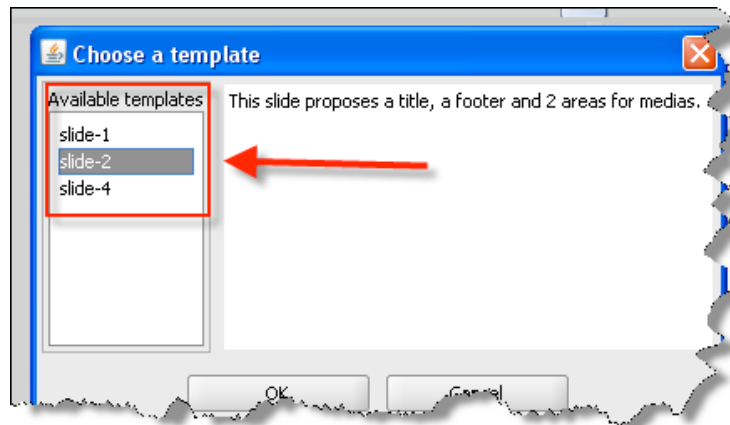 Choose a template
Available templates
This slide proposes a title, a footer and 2 areas for medias.
slide-1
slide-2
slide-4
OK
Cancel